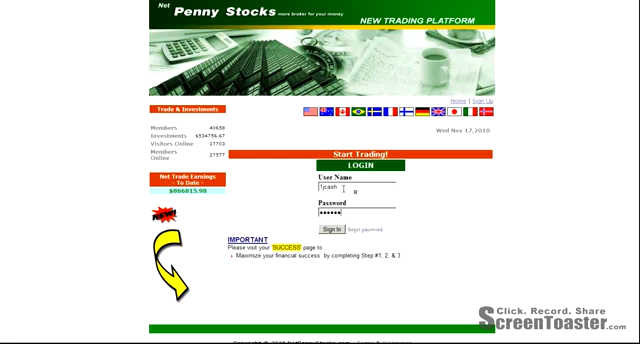 Net
Penny Stocks more broker for your money
NEW TRADING PLATFORM
Home | Sign Up
Trade & Investments
Wed Nov 17,2010
Members 40658
Investments $534756.67
Visitors Online 27703
Members Online 27577
Start Trading!
LOGIN
Net Trade Earnings
- To Date -
$866815.98
User Name
1jcash
Password
Sign In forgot password
NEW!
IMPORTANT
Please visit your 'SUCCESS' page to:
Maximize your financial success by completing Step #1, 2, & 3
Click. Record. Share
ScreenToaster.com